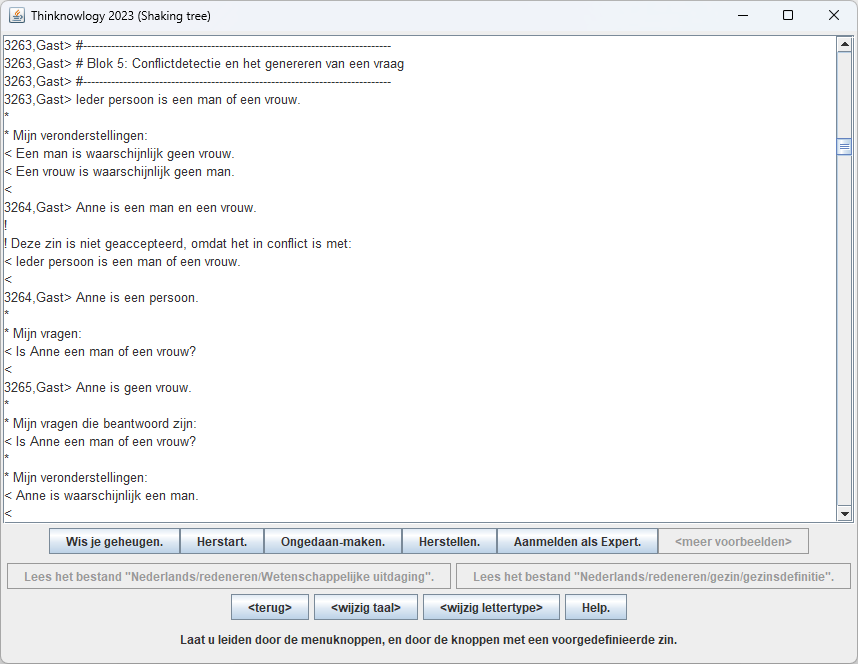 Thinknowlogy 2023 (Shaking tree)
3263,Gast> #-----------------------------------------------------------------------------
3263,Gast> # Blok 5: Conflictdetectie en het genereren van een vraag
3263,Gast> #-----------------------------------------------------------------------------
3263,Gast> Ieder persoon is een man of een vrouw.
*
* Mijn veronderstellingen:
< Een man is waarschijnlijk geen vrouw.
< Een vrouw is waarschijnlijk geen man.
<
3264,Gast> Anne is een man en een vrouw.
!
! Deze zin is niet geaccepteerd, omdat het in conflict is met:
< Ieder persoon is een man of een vrouw.
<
3264,Gast> Anne is een persoon.
*
* Mijn vragen:
< Is Anne een man of een vrouw?
<
3265,Gast> Anne is geen vrouw.
*
* Mijn vragen die beantwoord zijn:
< Is Anne een man of een vrouw?
*
* Mijn veronderstellingen:
< Anne is waarschijnlijk een man.
<
Wis je geheugen. Herstart. Ongedaan-maken. Herstellen. Aanmelden als Expert. <meer voorbeelden>
Lees het bestand "Nederlands/redeneren/Wetenschappelijke uitdaging". Lees het bestand "Nederlands/redeneren/gezin/gezinsdefinitie".
<terug> <wijzig taal> <wijzig lettertype> Help.
Laat u leiden door de menuknoppen, en door de knoppen met een voorgedefinieerde zin.